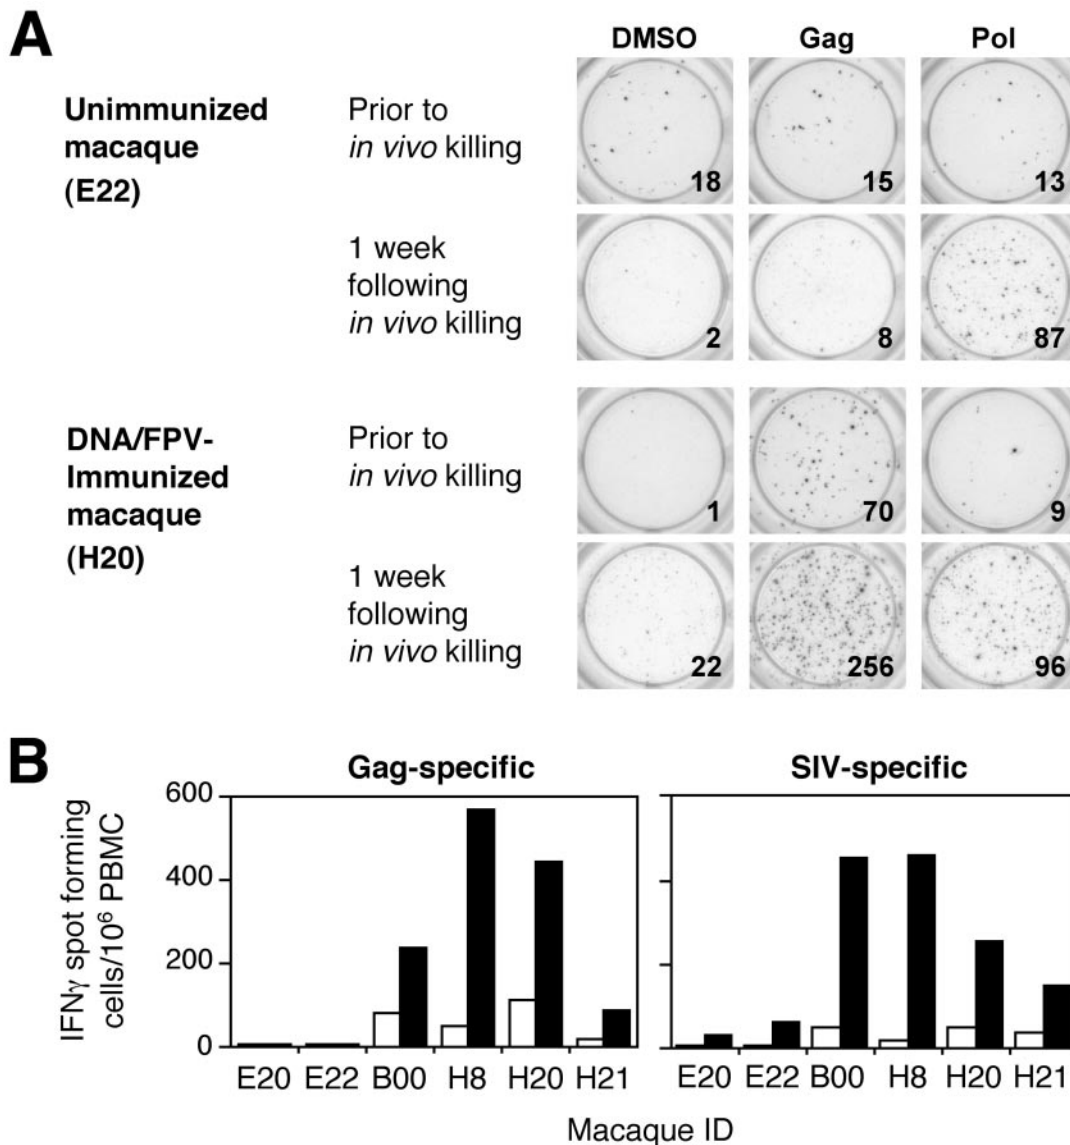 A
DMSO Gag Pol
Unimmunized
macaque
(E22)
Prior to
in vivo killing
18 15 13
1 week
following
in vivo killing
2 8 87
DNA/FPV-
Immunized
macaque
(H20)
Prior to
in vivo killing
1 70 9
1 week
following
in vivo killing
22 256 96
B
Gag-specific SIV-specific
IFNγ spot forming
cells/10⁶ PBMC
600
400
200
0
E20 E22 B00 H8 H20 H21 E20 E22 B00 H8 H20 H21
Macaque ID